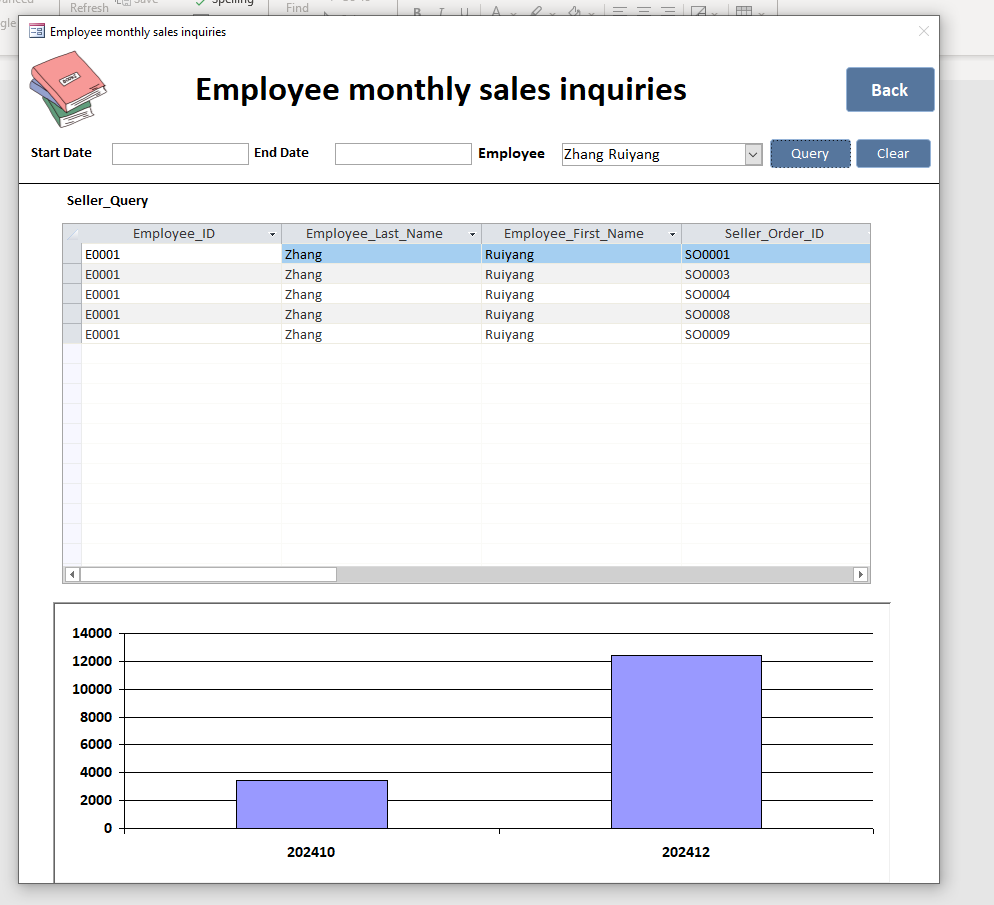 Refresh Save Spelling Find
Employee monthly sales inquiries
BOOKS
Employee monthly sales inquiries
Back
Start Date End Date Employee Zhang Ruiyang Query Clear
Seller_Query
Employee_ID Employee_Last_Name Employee_First_Name Seller_Order_ID
E0001 Zhang Ruiyang SO0001
E0001 Zhang Ruiyang SO0003
E0001 Zhang Ruiyang SO0004
E0001 Zhang Ruiyang SO0008
E0001 Zhang Ruiyang SO0009
14000
12000
10000
8000
6000
4000
2000
0
202410 202412